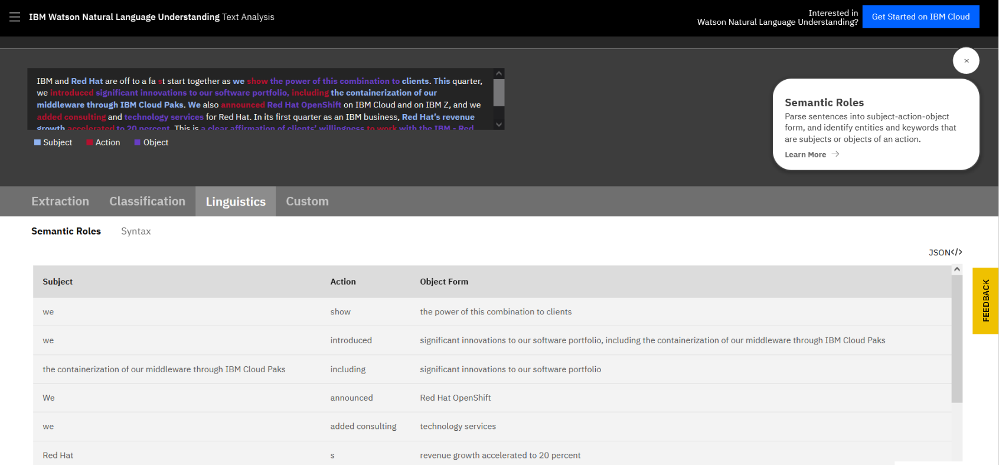 IBM Watson Natural Language Understanding Text Analysis
Interested in
Watson Natural Language Understanding?
Get Started on IBM Cloud
×
IBM and Red Hat are off to a fa st start together as we show the power of this combination to clients. This quarter,
we introduced significant innovations to our software portfolio, including the containerization of our
middleware through IBM Cloud Paks. We also announced Red Hat OpenShift on IBM Cloud and on IBM Z, and we
added consulting and technology services for Red Hat. In its first quarter as an IBM business, Red Hat’s revenue
growth accelerated to 20 percent. This is a clear affirmation of clients’ willingness to work with the IBM - Red
Subject Action Object
Semantic Roles
Parse sentences into subject-action-object
form, and identify entities and keywords that
are subjects or objects of an action.
Learn More →
Extraction Classification Linguistics Custom
Semantic Roles Syntax
JSON</>
Subject Action Object Form
we show the power of this combination to clients
we introduced significant innovations to our software portfolio, including the containerization of our middleware through IBM Cloud Paks
the containerization of our middleware through IBM Cloud Paks including significant innovations to our software portfolio
We announced Red Hat OpenShift
we added consulting technology services
Red Hat s revenue growth accelerated to 20 percent
FEEDBACK